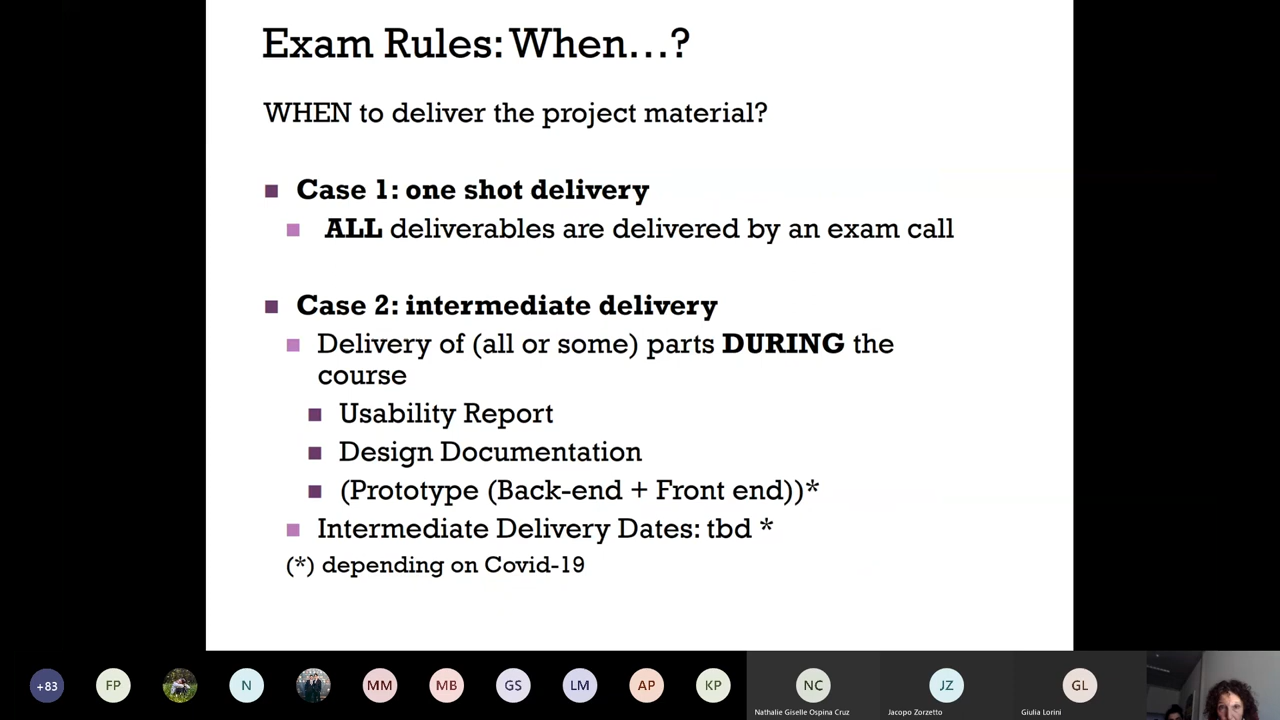 Exam Rules: When...?
WHEN to deliver the project material?
Case 1: one shot delivery
ALL deliverables are delivered by an exam call
Case 2: intermediate delivery
Delivery of (all or some) parts DURING the
course
Usability Report
Design Documentation
(Prototype (Back-end + Front end))*
Intermediate Delivery Dates: tbd *
(*) depending on Covid-19
+83
FP
N
MM
MB
GS
LM
AP
KP
NC
JZ
GL
Nathalie Giselle Ospina Cruz
Jacopo Zorzetto
Giulia Lorini